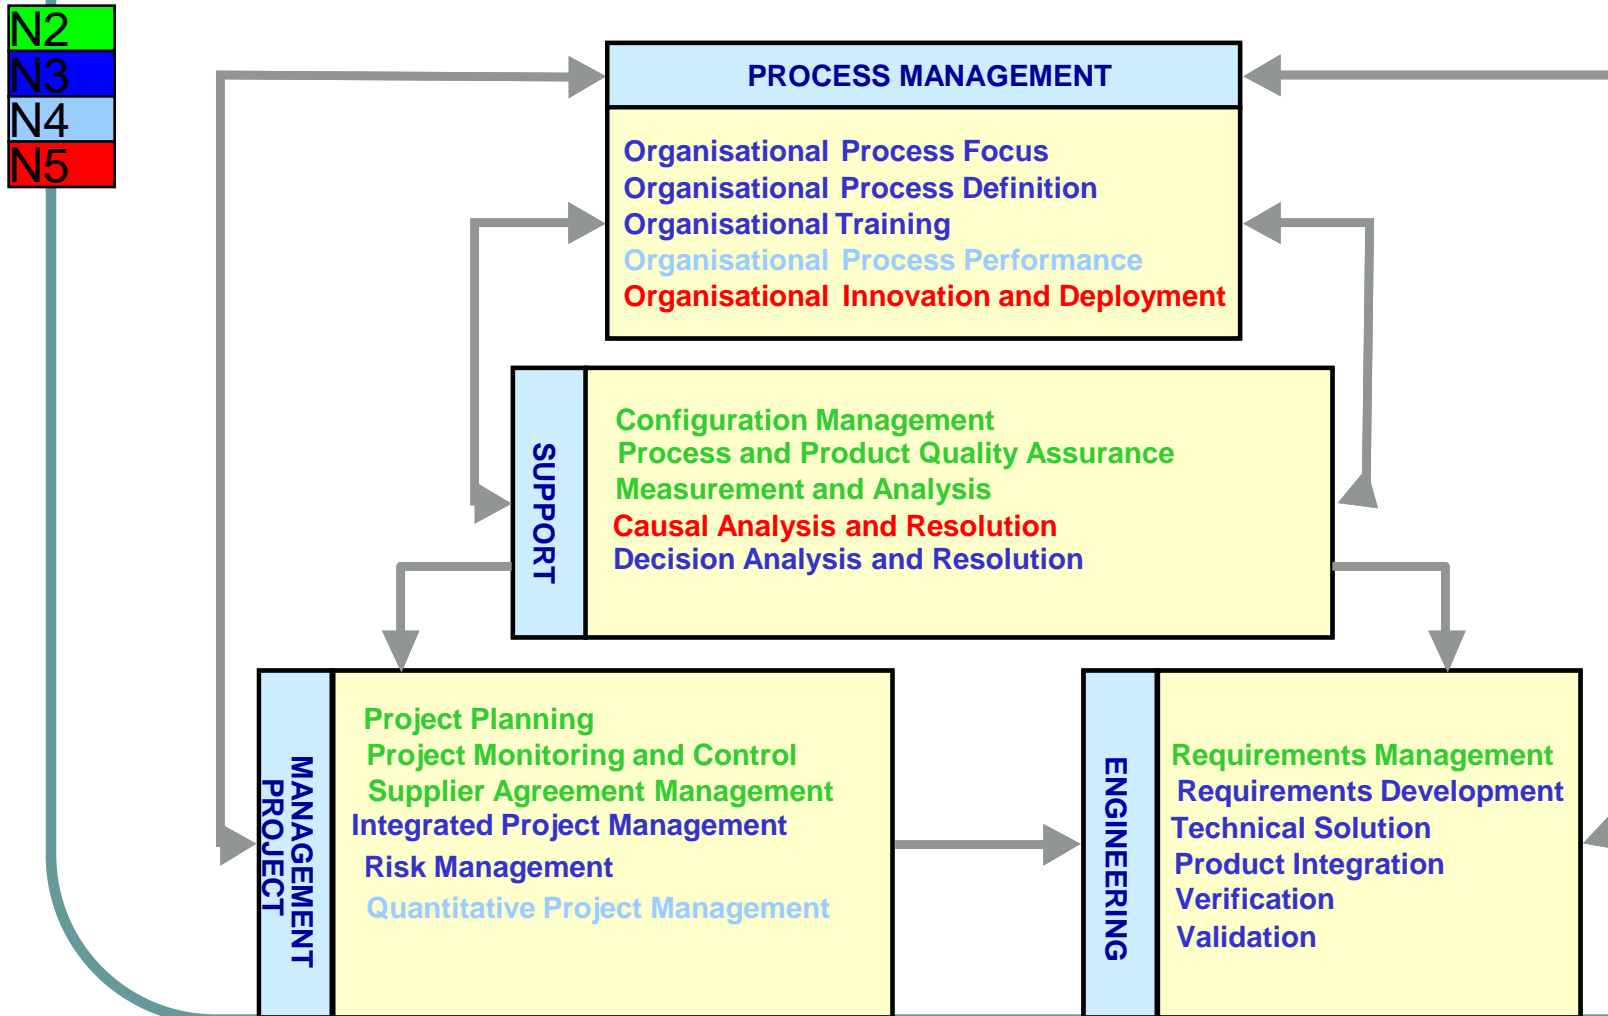 N2
N3
N4
N5
PROCESS MANAGEMENT
Organisational Process Focus
Organisational Process Definition
Organisational Training
Organisational Process Performance
Organisational Innovation and Deployment
SUPPORT
Configuration Management
Process and Product Quality Assurance
Measurement and Analysis
Causal Analysis and Resolution
Decision Analysis and Resolution
MANAGEMENT
PROJECT
Project Planning
Project Monitoring and Control
Supplier Agreement Management
Integrated Project Management
Risk Management
Quantitative Project Management
ENGINEERING
Requirements Management
Requirements Development
Technical Solution
Product Integration
Verification
Validation